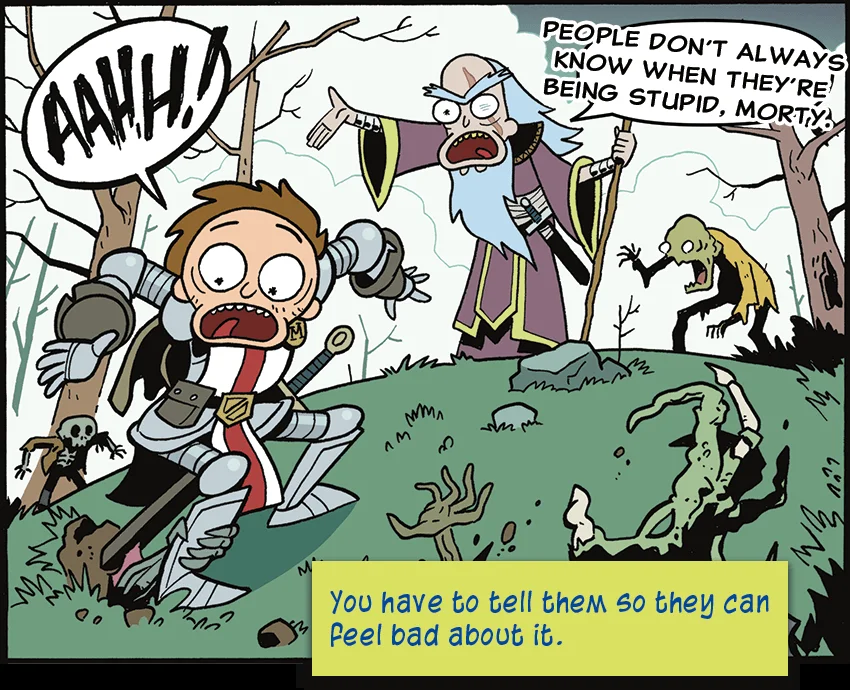 AAHH!
PEOPLE DON'T ALWAYS
KNOW WHEN THEY'RE
BEING STUPID, MORTY.
M
You have to tell them so they can
feel bad about it.